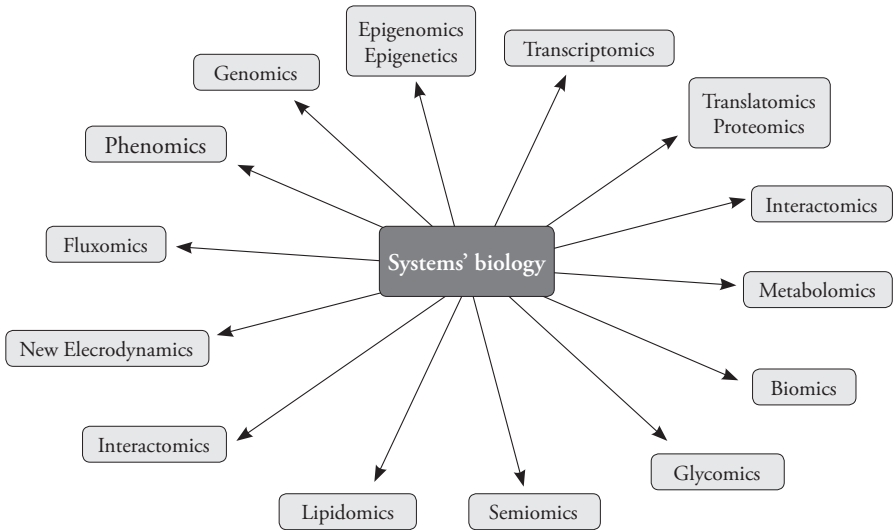 Epigenomics
Epigenetics
Transcriptomics
Genomics
Translatomics
Proteomics
Phenomics
Interactomics
Fluxomics
Systems’ biology
Metabolomics
New Elecrodynamics
Biomics
Interactomics
Glycomics
Lipidomics
Semiomics